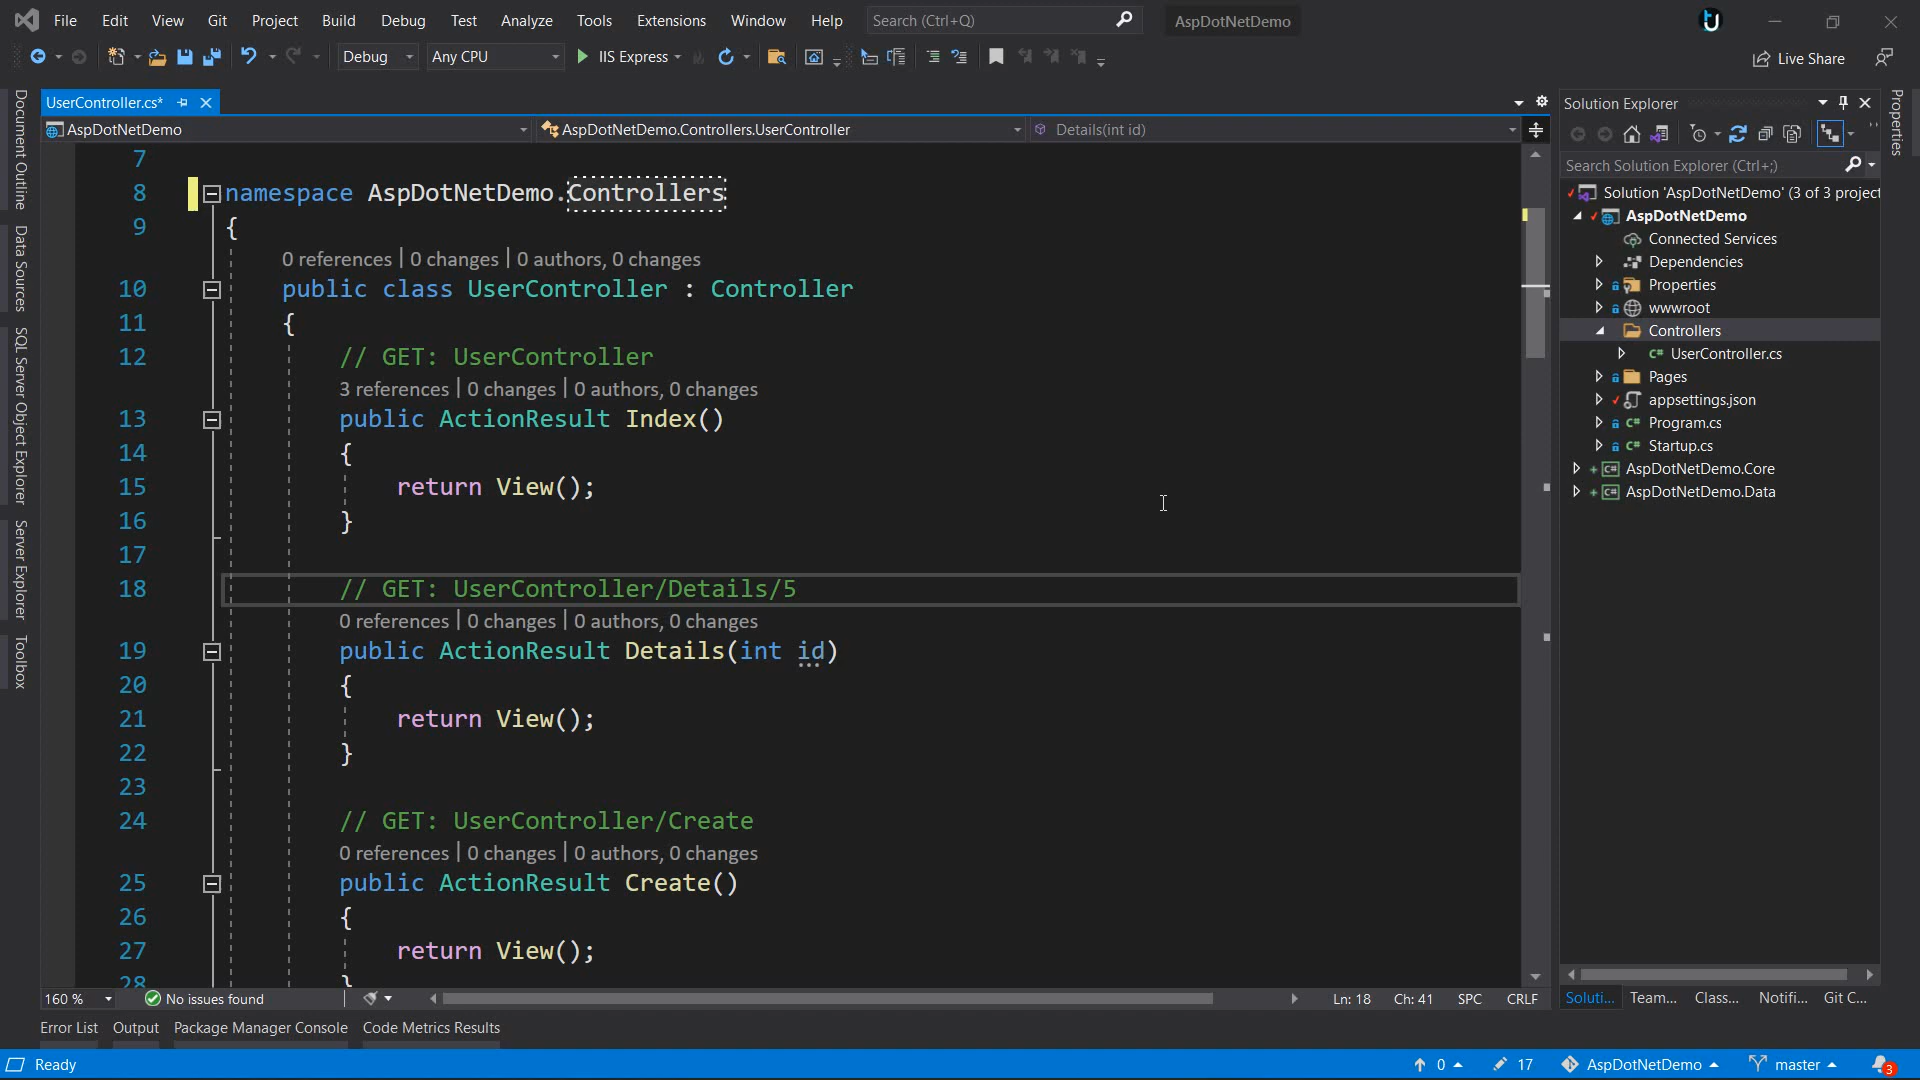 File Edit View Git Project Build Debug Test Analyze Tools Extensions Window Help Search (Ctrl+Q) AspDotNetDemo
Debug Any CPU IIS Express Live Share
UserController.cs*
AspDotNetDemo AspDotNetDemo.Controllers.UserController Details(int id)
7
8 namespace AspDotNetDemo.Controllers
9 {
0 references | 0 changes | 0 authors, 0 changes
10 public class UserController : Controller
11 {
12 // GET: UserController
3 references | 0 changes | 0 authors, 0 changes
13 public ActionResult Index()
14 {
15 return View();
16 }
17
18 // GET: UserController/Details/5
0 references | 0 changes | 0 authors, 0 changes
19 public ActionResult Details(int id)
20 {
21 return View();
22 }
23
24 // GET: UserController/Create
0 references | 0 changes | 0 authors, 0 changes
25 public ActionResult Create()
26 {
27 return View();
28 }
160 % No issues found Ln: 18 Ch: 41 SPC CRLF
Error List Output Package Manager Console Code Metrics Results
Ready 0 17 AspDotNetDemo master 3
Document Outline
Data Sources
SQL Server Object Explorer
Server Explorer
Toolbox
Solution Explorer
Search Solution Explorer (Ctrl+;)
Solution 'AspDotNetDemo' (3 of 3 project
AspDotNetDemo
Connected Services
Dependencies
Properties
wwwroot
Controllers
UserController.cs
Pages
appsettings.json
Program.cs
Startup.cs
AspDotNetDemo.Core
AspDotNetDemo.Data
Soluti... Team... Class... Notifi... Git C...
Properties